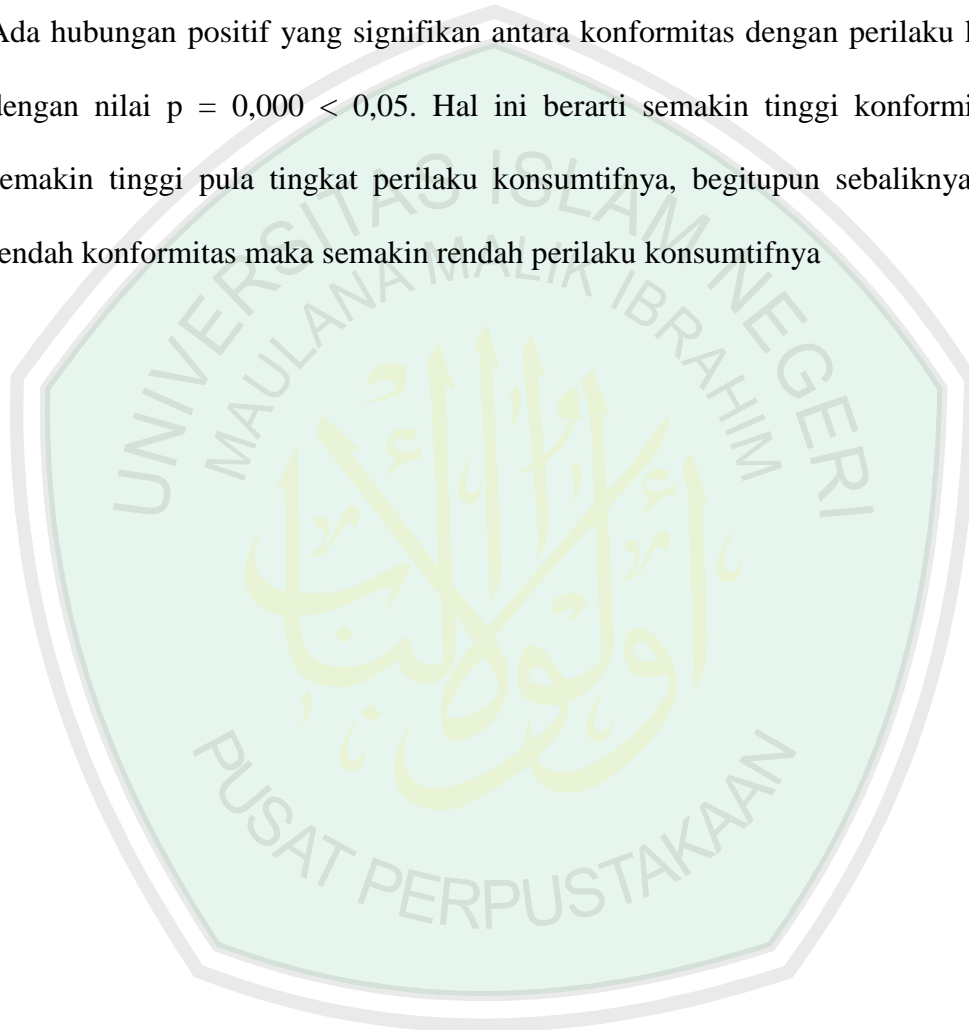 Ada hubungan positif yang signifikan antara konformitas dengan perilaku
dengan nilai p = 0,000 < 0,05. Hal ini berarti semakin tinggi
semakin tinggi pula tingkat perilaku konsumtifnya, begitupun sebaliknya
rendah konformitas maka semakin rendah perilaku konsumtifnya
UNIVERSITAS ISLAM NEGERI
MAULANA MALIK IBRAHIM
أولوا الألباب
PUSAT PERPUSTAKAAN